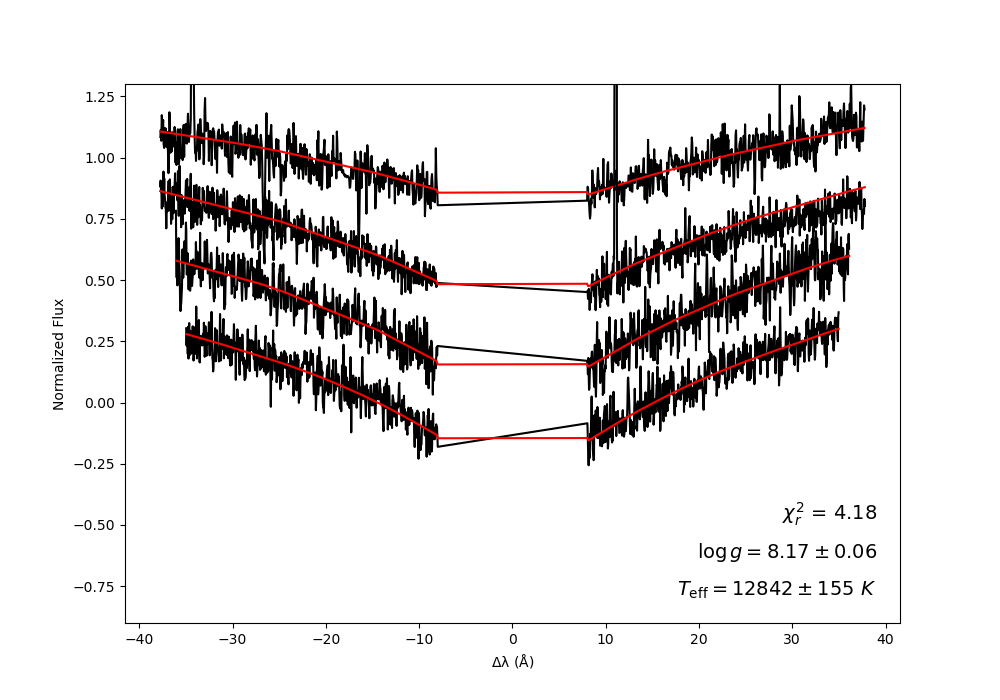 1.25
1.00
0.75
0.50
0.25
0.00
−0.25
−0.50
−0.75
Normalized Flux
χ²ᵣ = 4.18
log g = 8.17 ± 0.06
T_eff = 12842 ± 155 K
−40 −30 −20 −10 0 10 20 30 40
Δλ (Å)